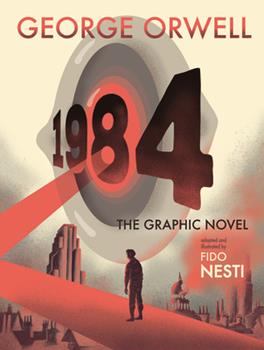 GEORGE ORWELL
1984
THE GRAPHIC NOVEL
adapted and
illustrated by
FIDO
NESTI